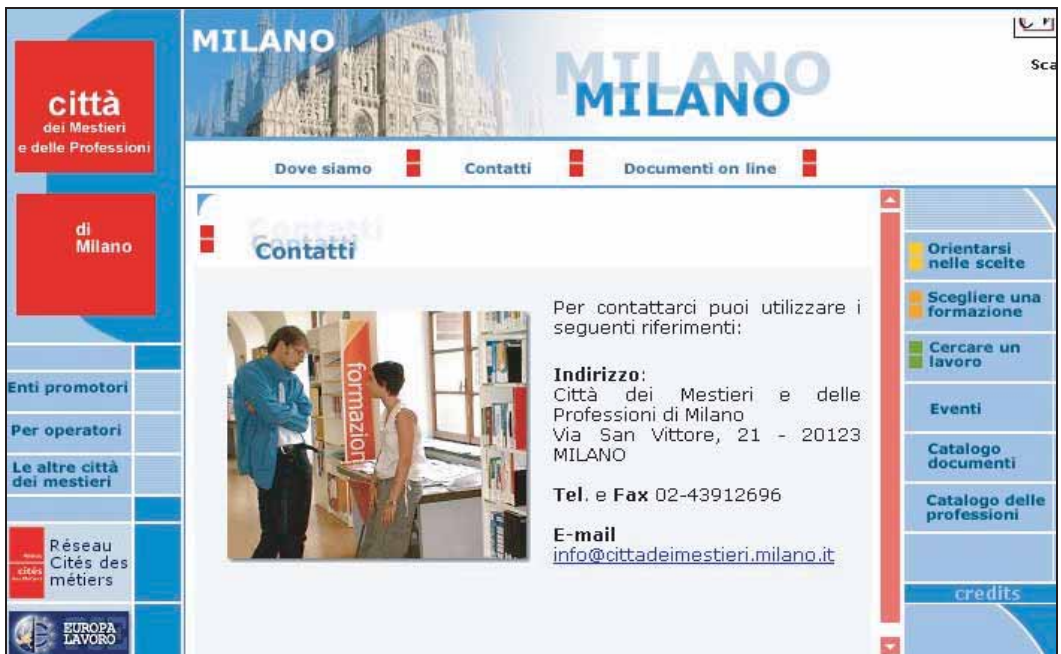 città
dei Mestieri
e delle Professioni
di
Milano
MILANO
MILANO
MILANO
Sca
Dove siamo
Contatti
Documenti on line
Contatti
Contatti
formazion
Per contattarci puoi utilizzare i
seguenti riferimenti:
Indirizzo:
Città dei Mestieri e delle
Professioni di Milano
Via San Vittore, 21 - 20123
MILANO
Tel. e Fax 02-43912696
E-mail
info@cittadeimestieri.milano.it
Enti promotori
Per operatori
Le altre città
dei mestieri
Réseau
Cités des
métiers
cités
EUROPA
LAVORO
Orientarsi
nelle scelte
Scegliere una
formazione
Cercare un
lavoro
Eventi
Catalogo
documenti
Catalogo delle
professioni
credits